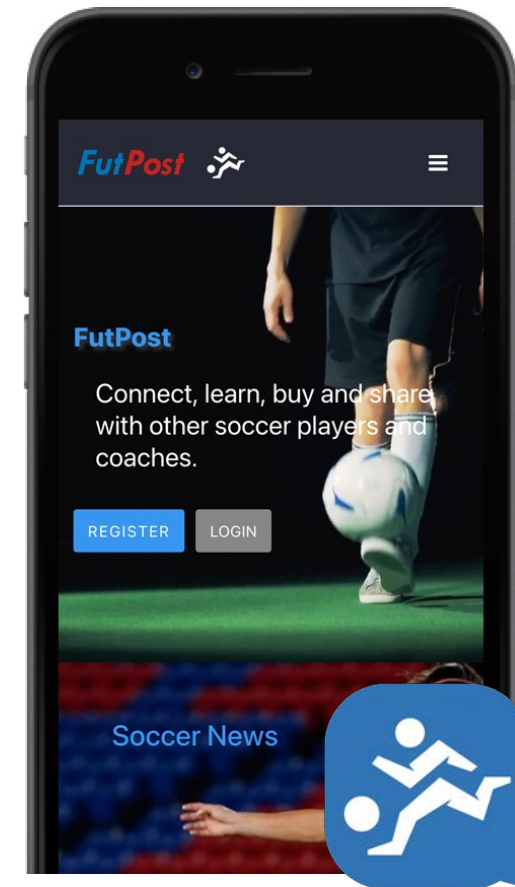 FutPost
FutPost
Connect, learn, buy and share
with other soccer players and
coaches.
REGISTER LOGIN
Soccer News